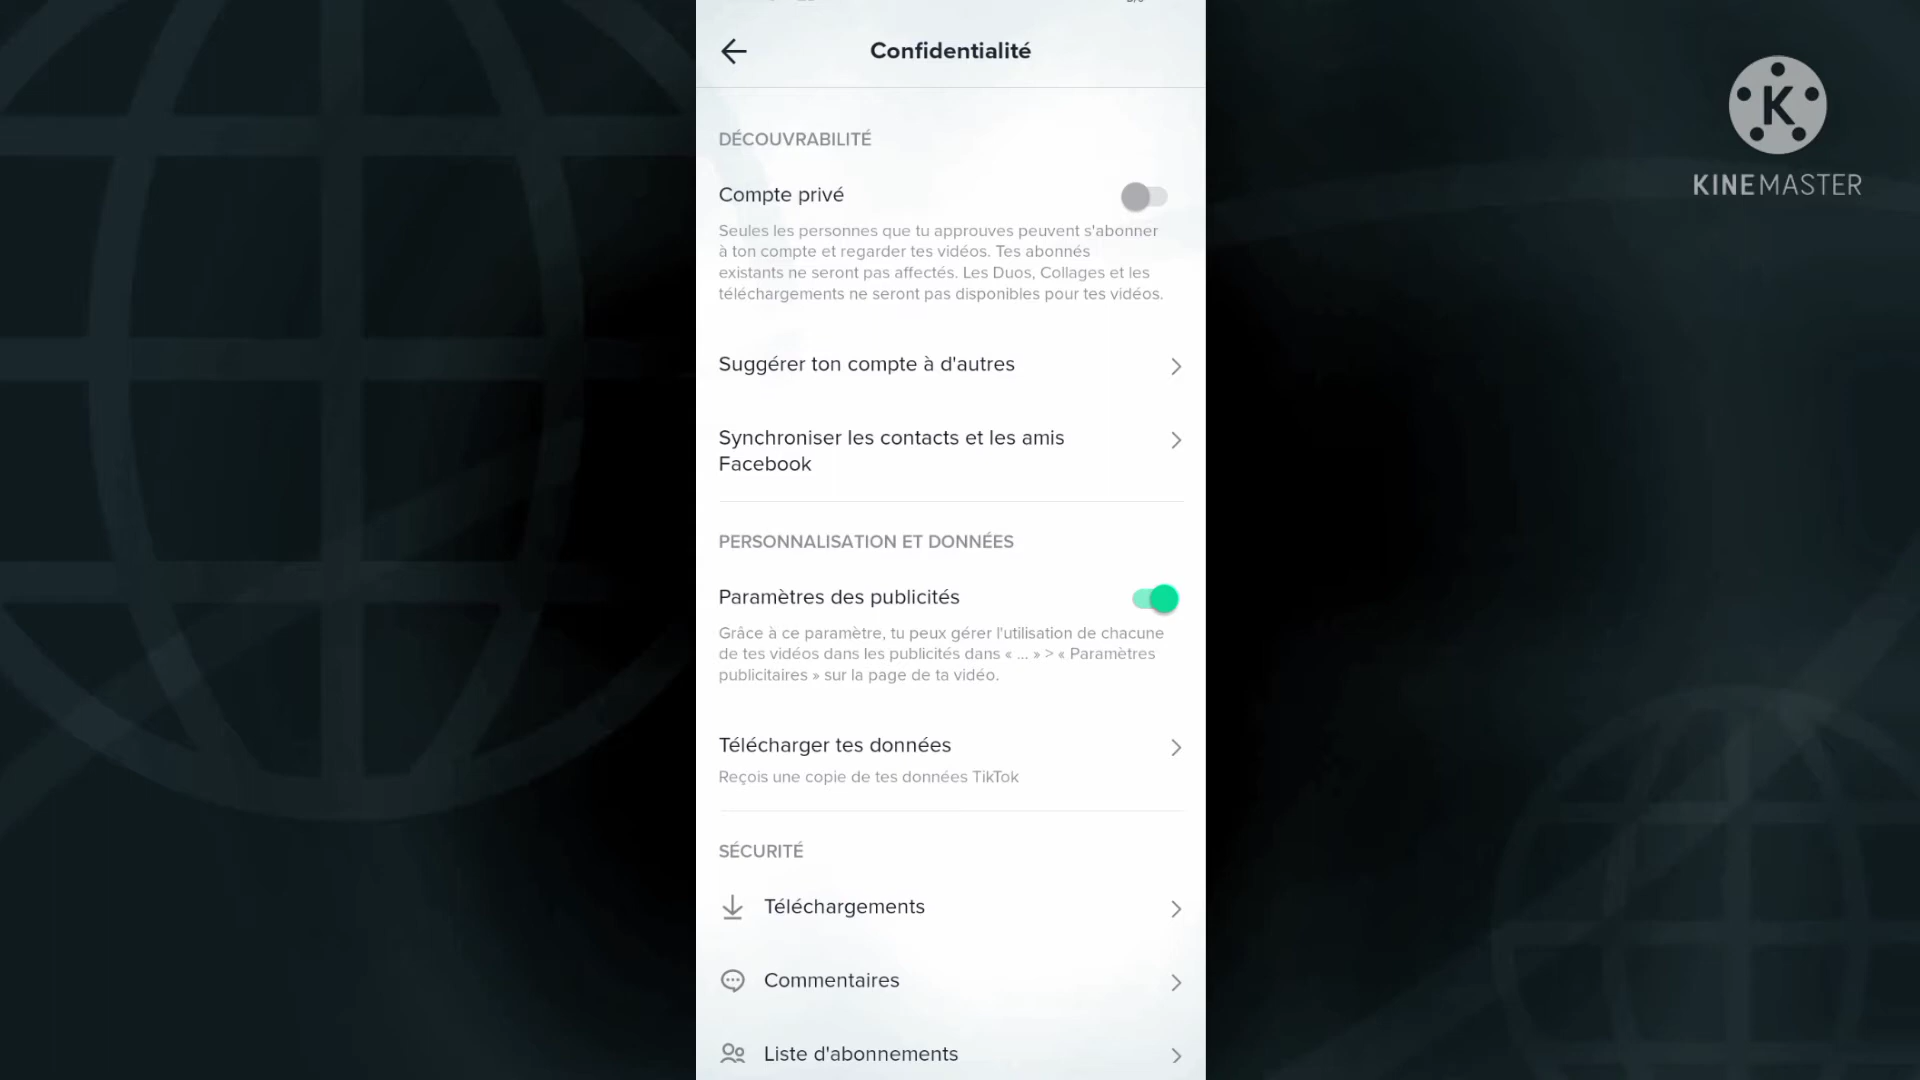 Confidentialité
K
KINEMASTER
DÉCOUVRABILITÉ
Compte privé
Seules les personnes que tu approuves peuvent s'abonner
à ton compte et regarder tes vidéos. Tes abonnés
existants ne seront pas affectés. Les Duos, Collages et les
téléchargements ne seront pas disponibles pour tes vidéos.
Suggérer ton compte à d'autres
Synchroniser les contacts et les amis
Facebook
PERSONNALISATION ET DONNÉES
Paramètres des publicités
Grâce à ce paramètre, tu peux gérer l'utilisation de chacune
de tes vidéos dans les publicités dans « ... » > « Paramètres
publicitaires » sur la page de ta vidéo.
Télécharger tes données
Reçois une copie de tes données TikTok
SÉCURITÉ
Téléchargements
Commentaires
Liste d'abonnements